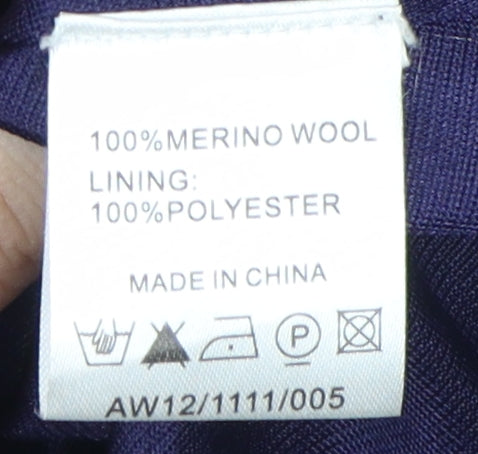 100%MERINO WOOL
LINING:
100%POLYESTER
MADE IN CHINA
P
AW12/1111/005